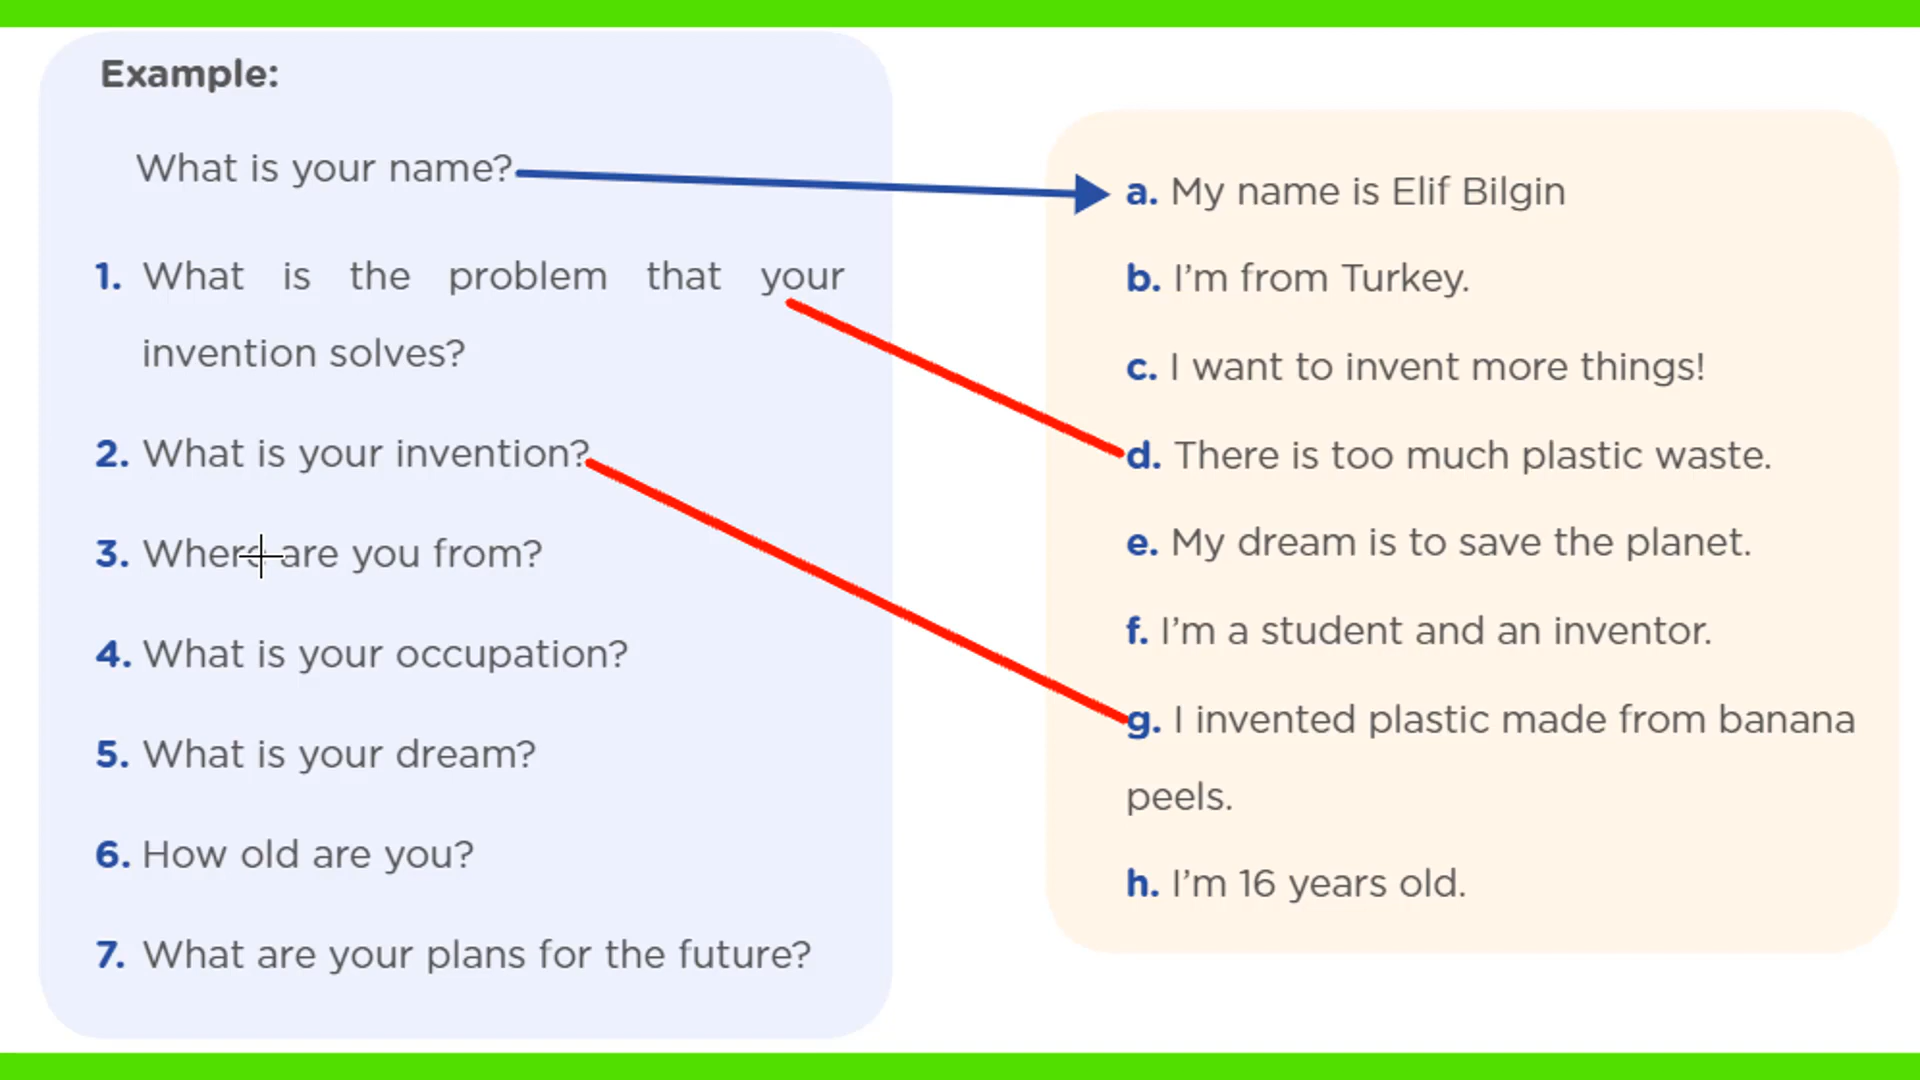 Example:
What is your name?
1. What is the problem that your
invention solves?
2. What is your invention?
3. Where are you from?
4. What is your occupation?
5. What is your dream?
6. How old are you?
7. What are your plans for the future?
a. My name is Elif Bilgin
b. I’m from Turkey.
c. I want to invent more things!
d. There is too much plastic waste.
e. My dream is to save the planet.
f. I’m a student and an inventor.
g. I invented plastic made from banana
peels.
h. I’m 16 years old.